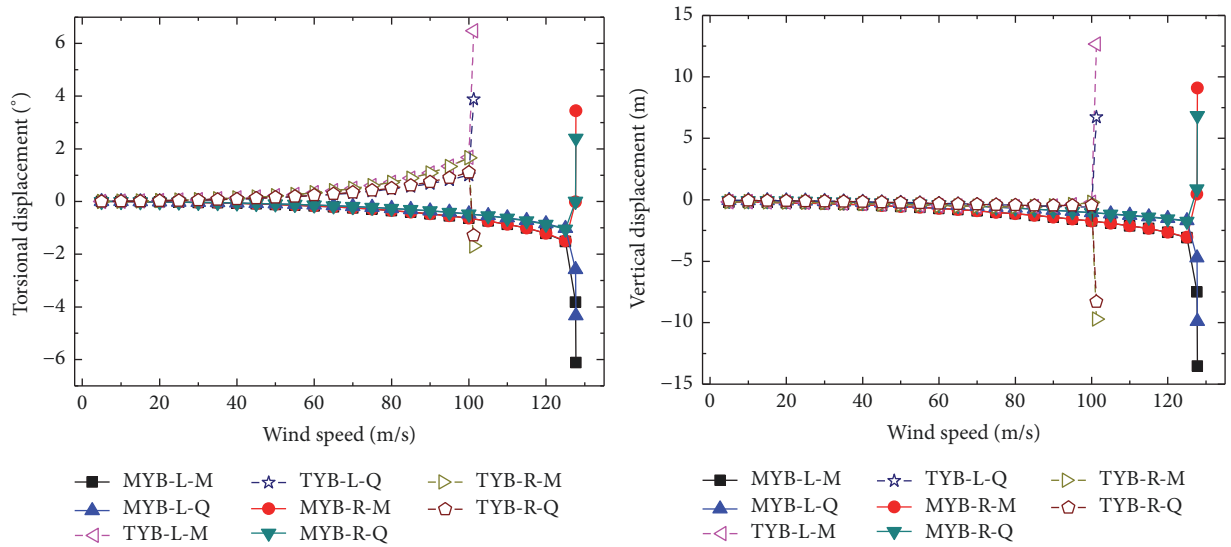 6
4
2
0
−2
−4
−6
Torsional displacement (°)
0 20 40 60 80 100 120
Wind speed (m/s)
MYB-L-M TYB-L-Q TYB-R-M
MYB-L-Q MYB-R-M TYB-R-Q
TYB-L-M MYB-R-Q
15
10
5
0
−5
−10
−15
Vertical displacement (m)
0 20 40 60 80 100 120
Wind speed (m/s)
MYB-L-M TYB-L-Q TYB-R-M
MYB-L-Q MYB-R-M TYB-R-Q
TYB-L-M MYB-R-Q